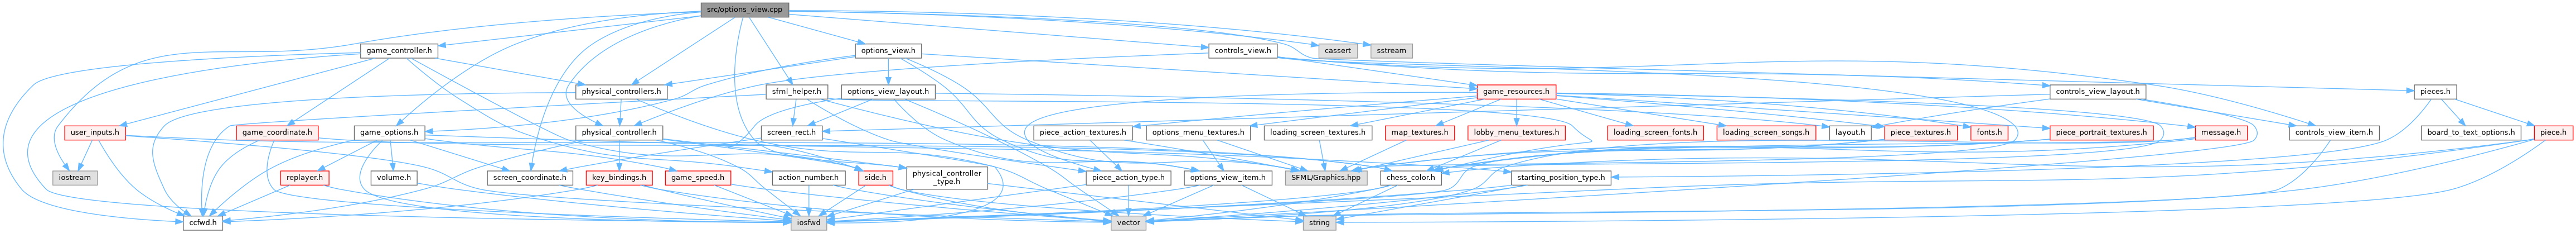 src/options_view.cpp
game_controller.h
options_view.h
controls_view.h
cassert
sstream
physical_controllers.h
sfml_helper.h
options_view_layout.h
game_resources.h
controls_view_layout.h
pieces.h
user_inputs.h
game_coordinate.h
game_options.h
physical_controller.h
screen_rect.h
piece_action_textures.h
options_menu_textures.h
loading_screen_textures.h
map_textures.h
lobby_menu_textures.h
loading_screen_fonts.h
loading_screen_songs.h
layout.h
piece_textures.h
fonts.h
piece_portrait_textures.h
message.h
controls_view_item.h
board_to_text_options.h
piece.h
iostream
replayer.h
volume.h
screen_coordinate.h
key_bindings.h
game_speed.h
action_number.h
side.h
physical_controller
_type.h
piece_action_type.h
options_view_item.h
SFML/Graphics.hpp
chess_color.h
starting_position_type.h
ccfwd.h
iosfwd
vector
string